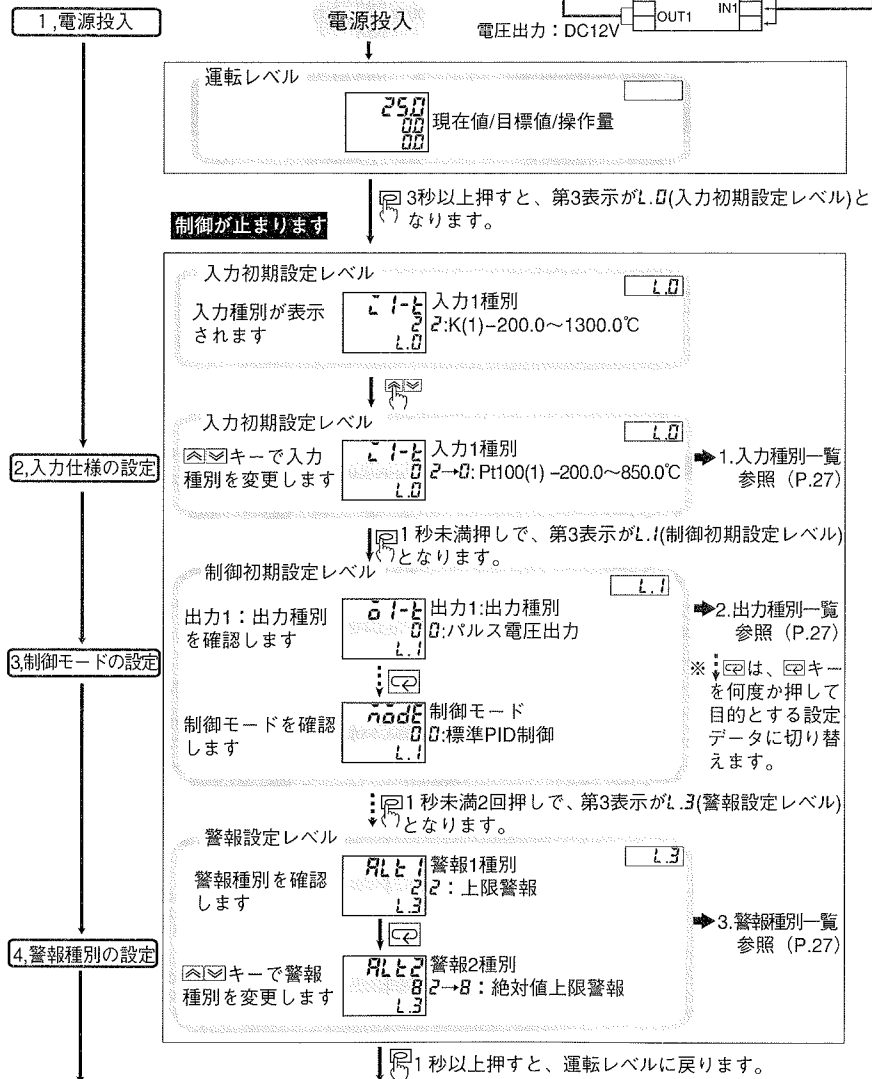 1,電源投入
電源投入
電圧出力：DC12V
OUT1
IN1
運転レベル
25.0
0.0
0.0
現在値/目標値/操作量
3秒以上押すと、第3表示がL.0(入力初期設定レベル)と
なります。
制御が止まります
入力初期設定レベル
L.0
入力種別が表示
されます
i1-t
2
L.0
入力1種別
2:K(1)−200.0～1300.0℃
2,入力仕様の設定
入力初期設定レベル
L.0
キーで入力
種別を変更します
i1-t
0
L.0
入力1種別
2→0: Pt100(1) −200.0～850.0℃
1.入力種別一覧
参照（P.27）
1秒未満押しで、第3表示がL.1(制御初期設定レベル)
となります。
3,制御モードの設定
制御初期設定レベル
L.1
出力1：出力種別
を確認します
o1-t
0
L.1
出力1:出力種別
0:パルス電圧出力
2.出力種別一覧
参照（P.27）
※ は、 キー
を何度か押して
目的とする設定
データに切り替
えます。
制御モードを確認
します
modE
0
L.1
制御モード
0:標準PID制御
1秒未満2回押しで、第3表示がL.3(警報設定レベル)
となります。
4,警報種別の設定
警報設定レベル
L.3
警報種別を確認
します
ALt1
2
L.3
警報1種別
2：上限警報
3.警報種別一覧
参照（P.27）
キーで警報
種別を変更します
ALt2
8
L.3
警報2種別
2→8：絶対値上限警報
1秒以上押すと、運転レベルに戻ります。